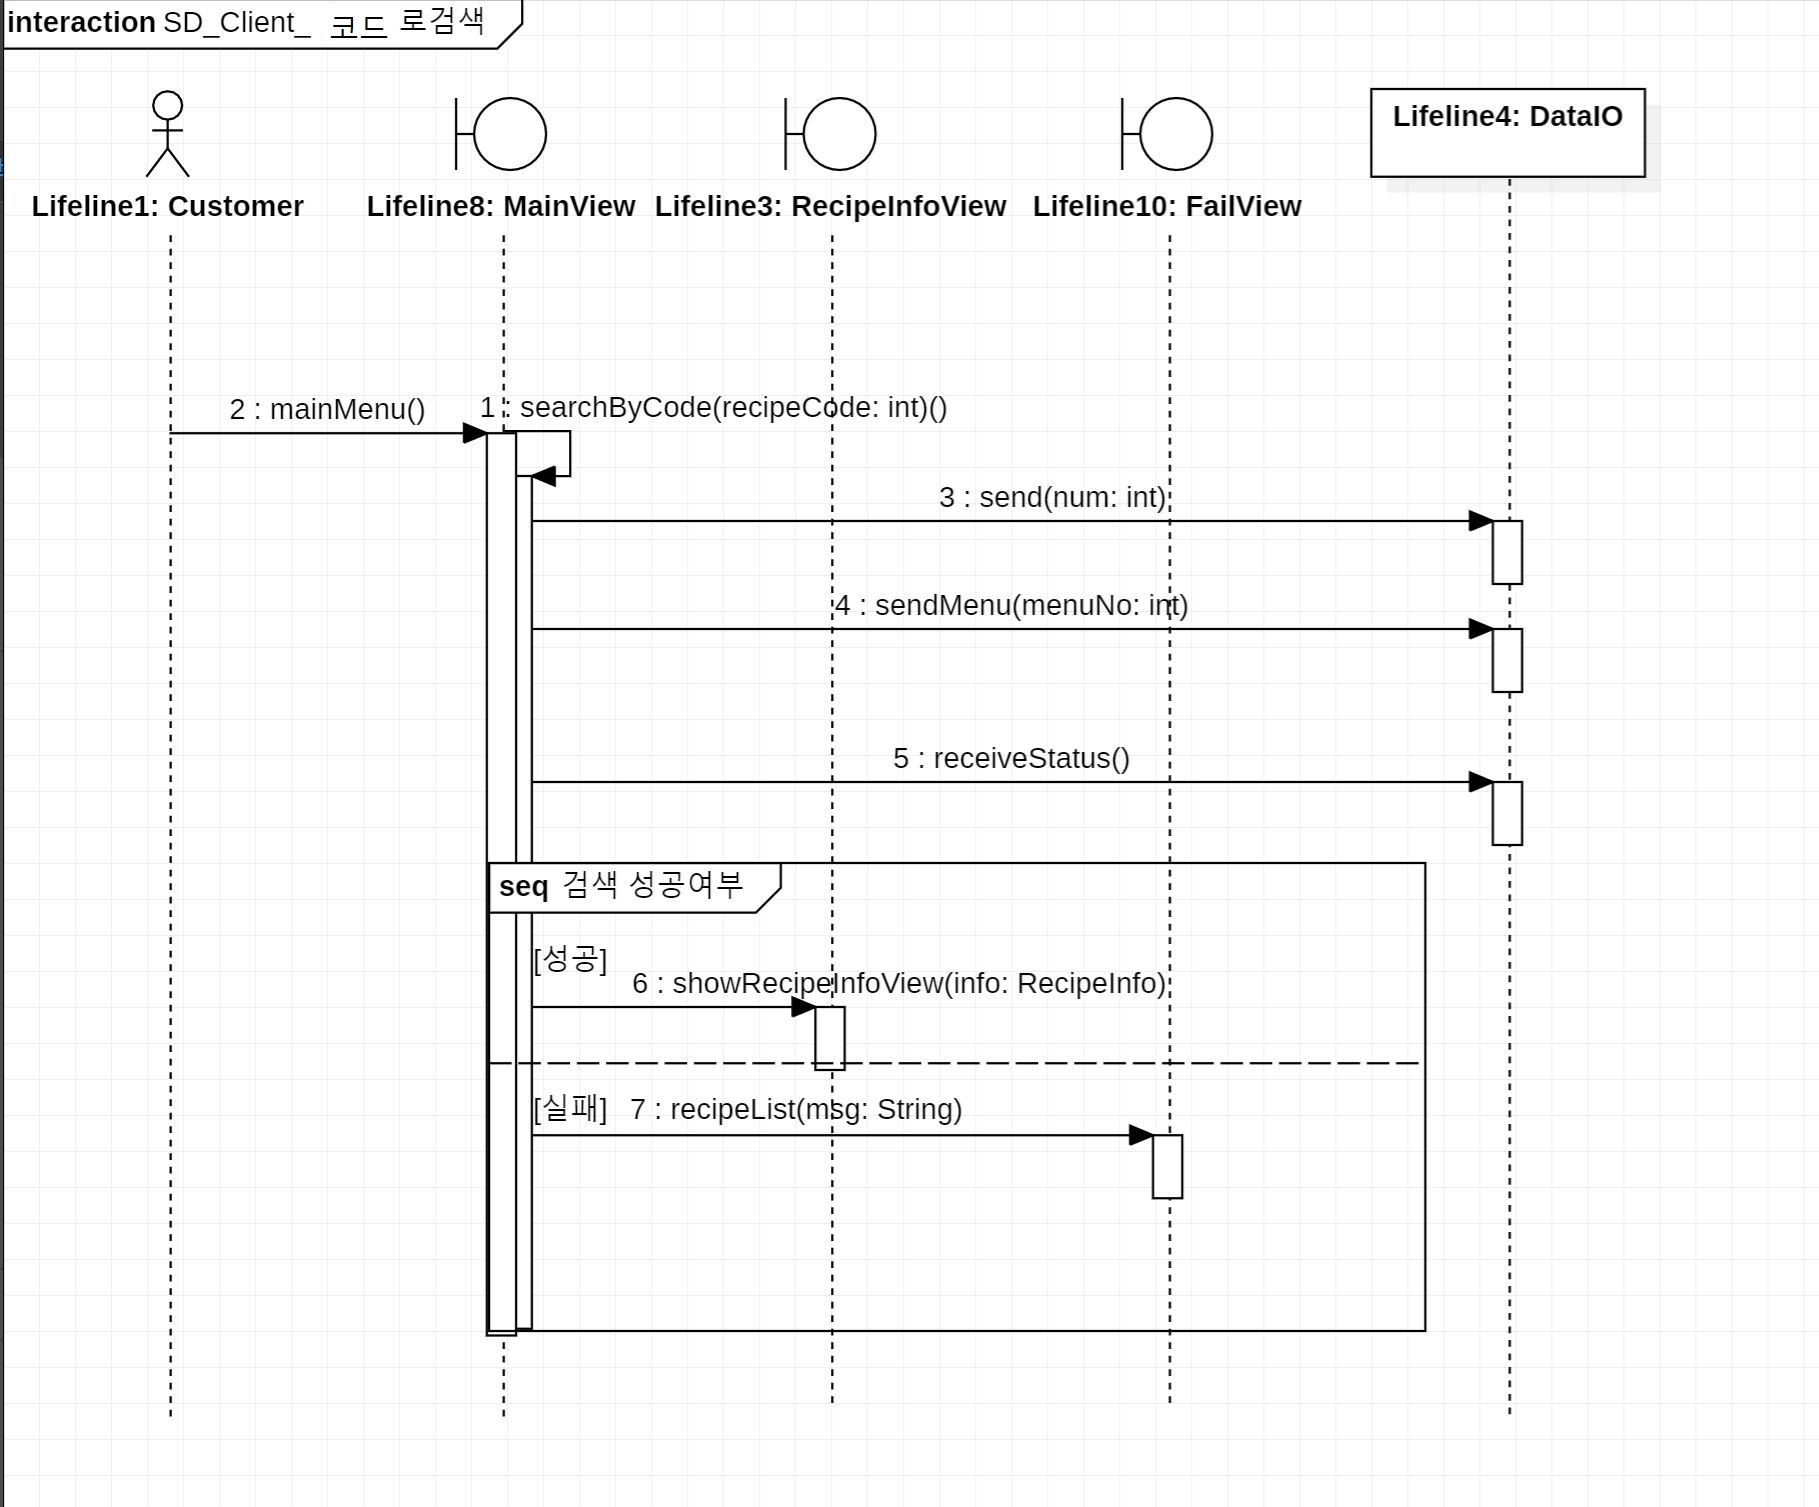 interaction SD_Client_ 코드 로검색
Lifeline4: DataIO
Lifeline1: Customer
Lifeline8: MainView
Lifeline3: RecipeInfoView
Lifeline10: FailView
2 : mainMenu()
1 : searchByCode(recipeCode: int)()
3 : send(num: int)
4 : sendMenu(menuNo: int)
5 : receiveStatus()
seq 검색 성공여부
[성공]
6 : showRecipeInfoView(info: RecipeInfo)
[실패]
7 : recipeList(msg: String)